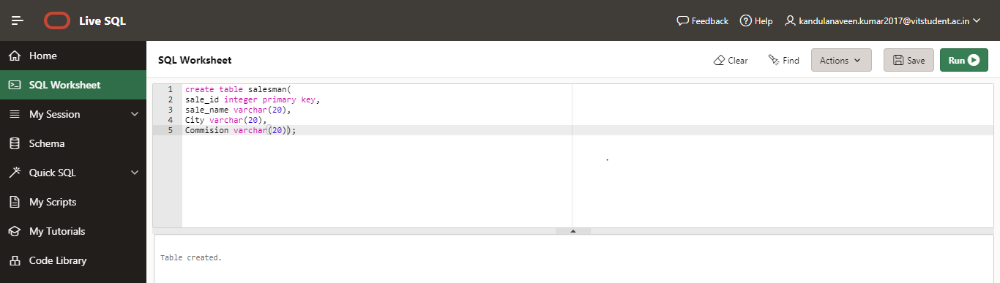 Live SQL
Feedback
Help
kandulanaveen.kumar2017@vitstudent.ac.in
Home
SQL Worksheet
My Session
Schema
Quick SQL
My Scripts
My Tutorials
Code Library
SQL Worksheet
Clear
Find
Actions
Save
Run
1 create table salesman(
2 sale_id integer primary key,
3 sale_name varchar(20),
4 City varchar(20),
5 Commision varchar(20));
Table created.